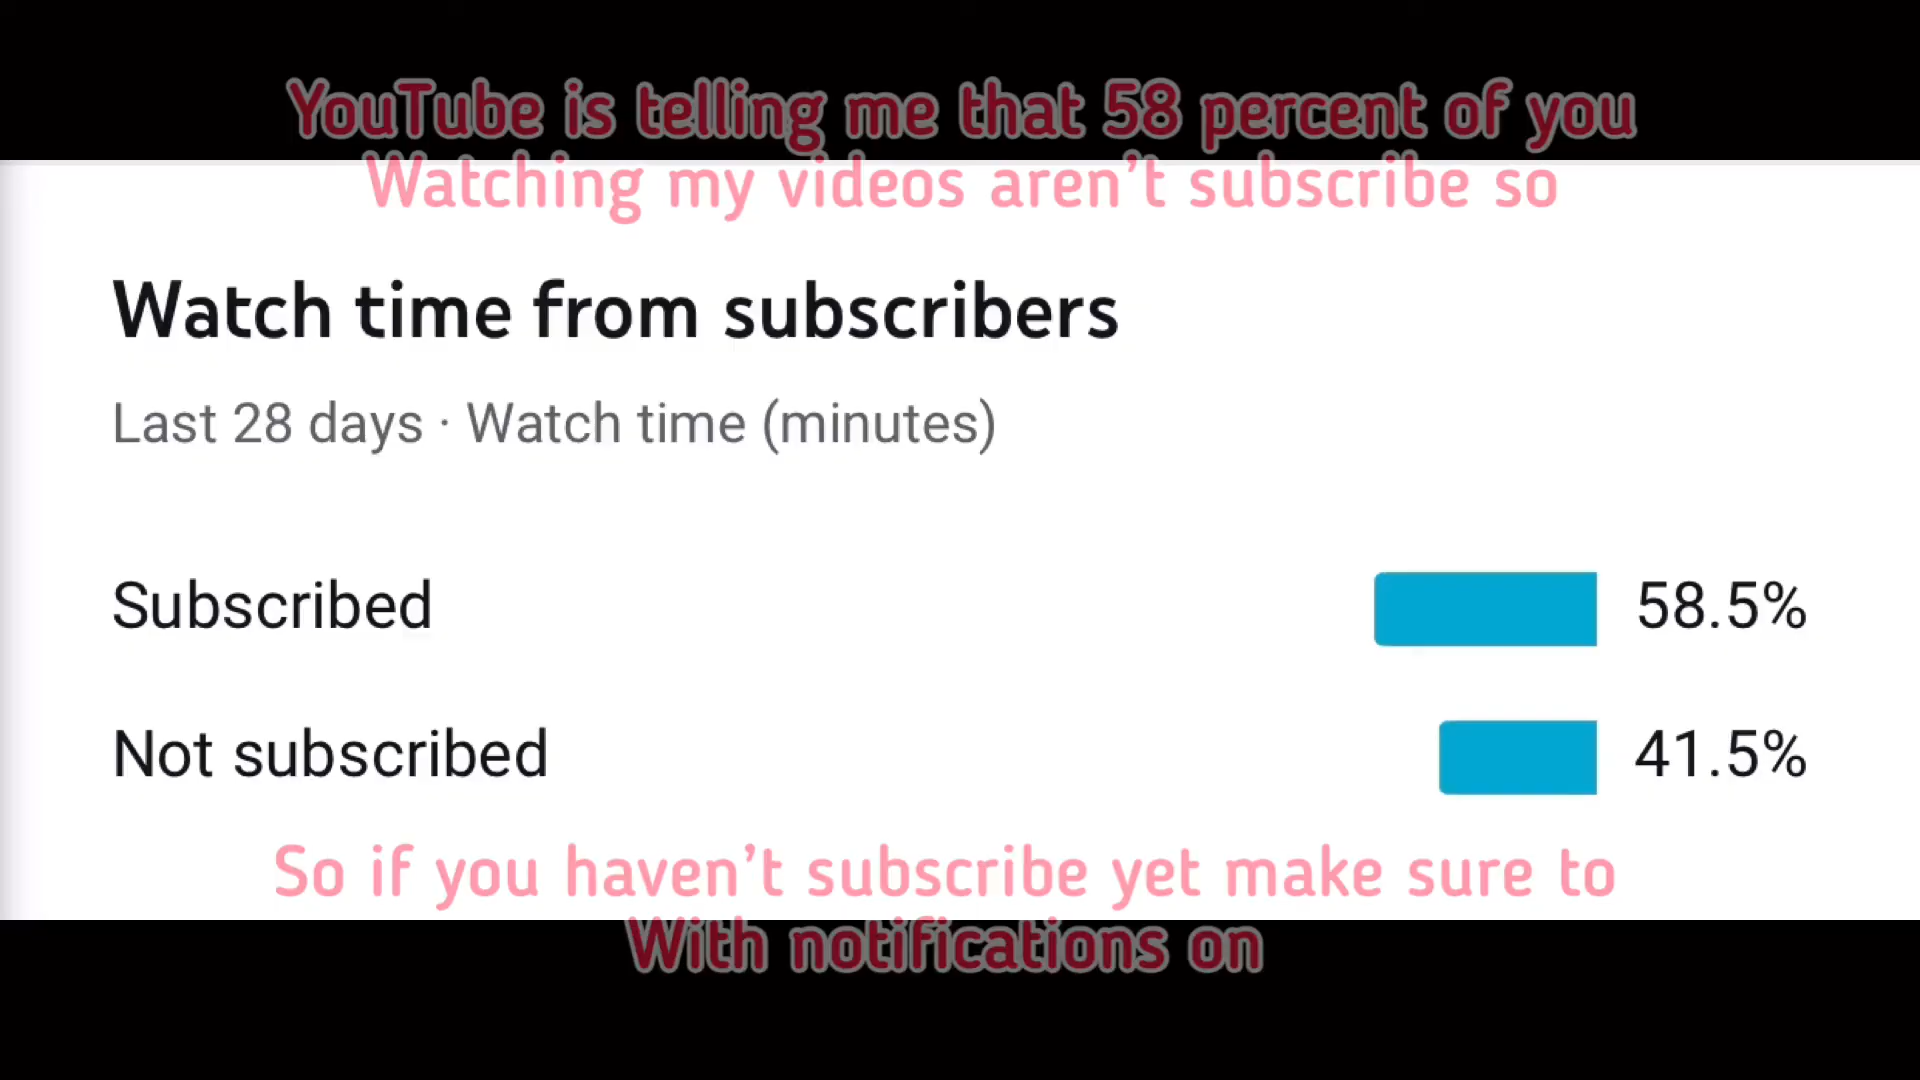 YouTube is telling me that 58 percent of you
Watching my videos aren't subscribe so
Watch time from subscribers
Last 28 days · Watch time (minutes)
Subscribed 58.5%
Not subscribed 41.5%
So if you haven't subscribe yet make sure to
With notifications on